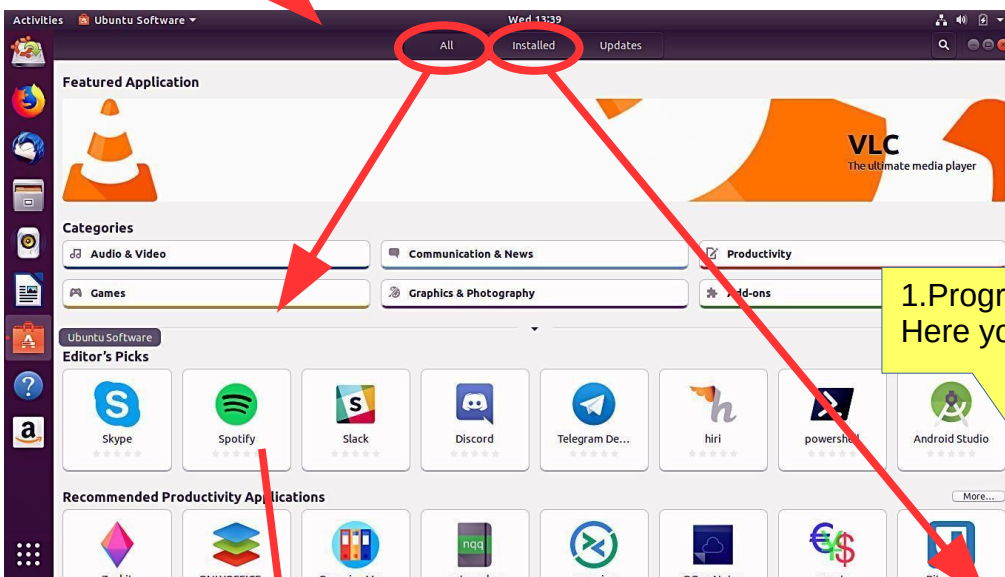 Activities Ubuntu Software Wed 13:39
All Installed Updates
Featured Application
VLC
The ultimate media player
Categories
Audio & Video Communication & News Productivity
Games Graphics & Photography Add-ons
1.Progr
Here yo
Ubuntu Software
Editor's Picks
S S
Skype Spotify Slack Discord Telegram De... hiri powershell Android Studio
Recommended Productivity Applications More...
nqq